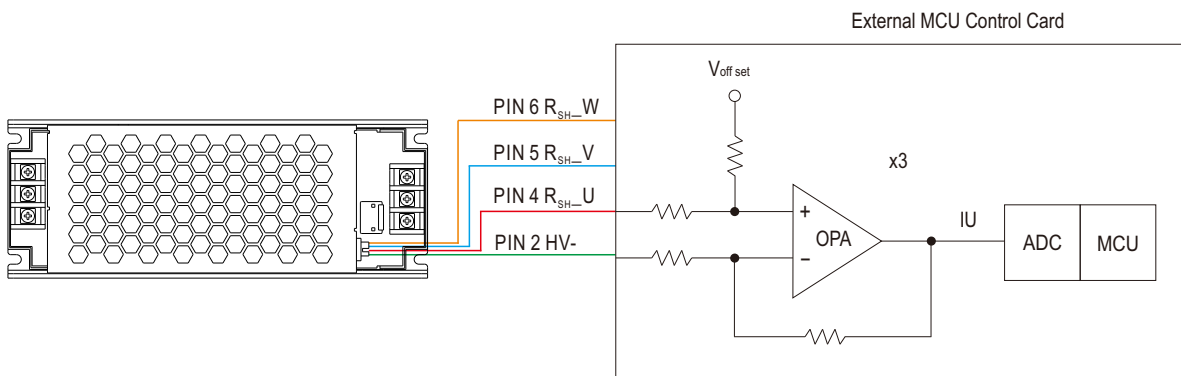 External MCU Control Card
Voff set
PIN 6 RSH_W
PIN 5 RSH_V
x3
PIN 4 RSH_U
+
OPA
IU
ADC
MCU
PIN 2 HV-
−